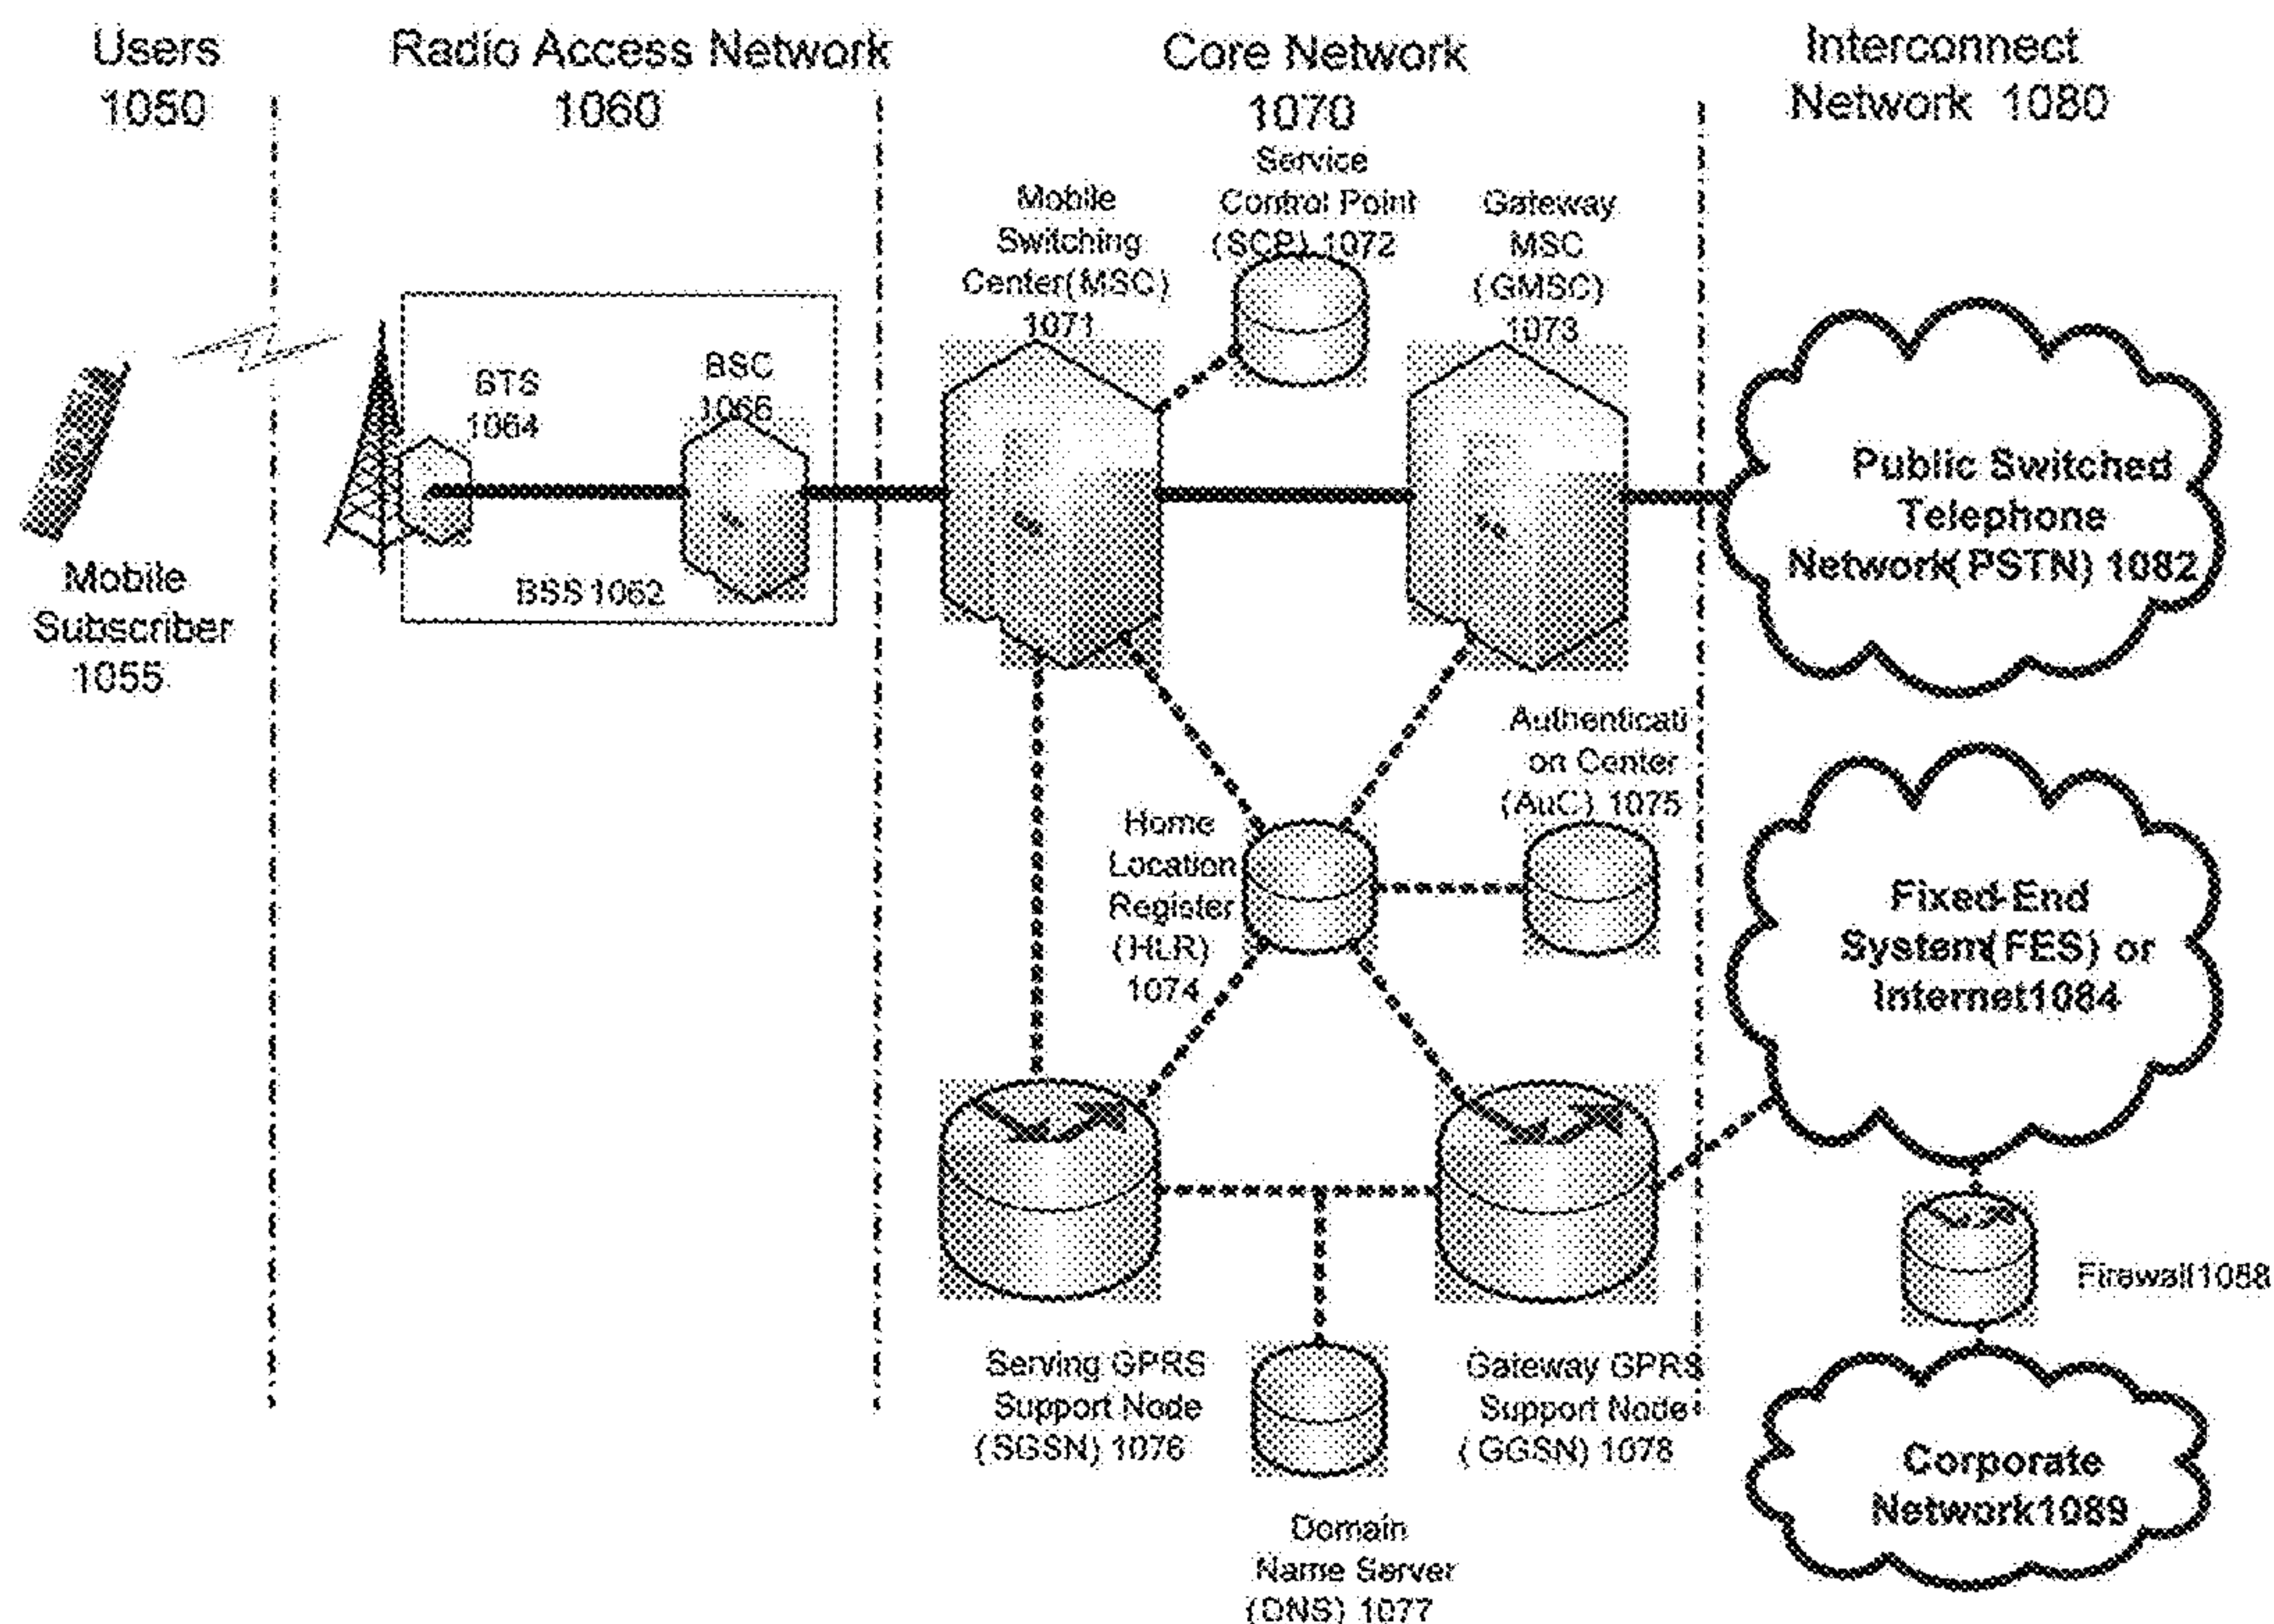 Users
1050
Radio Access Network
1060
Core Network
1070
Interconnect
Network 1080
Service
Control Point
(SCP) 1072
Mobile
Switching
Center(MSC)
1071
Gateway
MSC
(GMSC)
1073
BTS
1064
BSC
1066
BSS1062
Mobile
Subscriber
1055
Public Switched
Telephone
Network(PSTN) 1082
Authenticati
on Center
(AuC) 1075
Home
Location
Register
(HLR)
1074
Fixed-End
System(FES) or
Internet1084
Firewall1088
Serving GPRS
Support Node
(SGSN) 1076
Gateway GPRS
Support Node
(GGSN) 1078
Corporate
Network1089
Domain
Name Server
(DNS) 1077